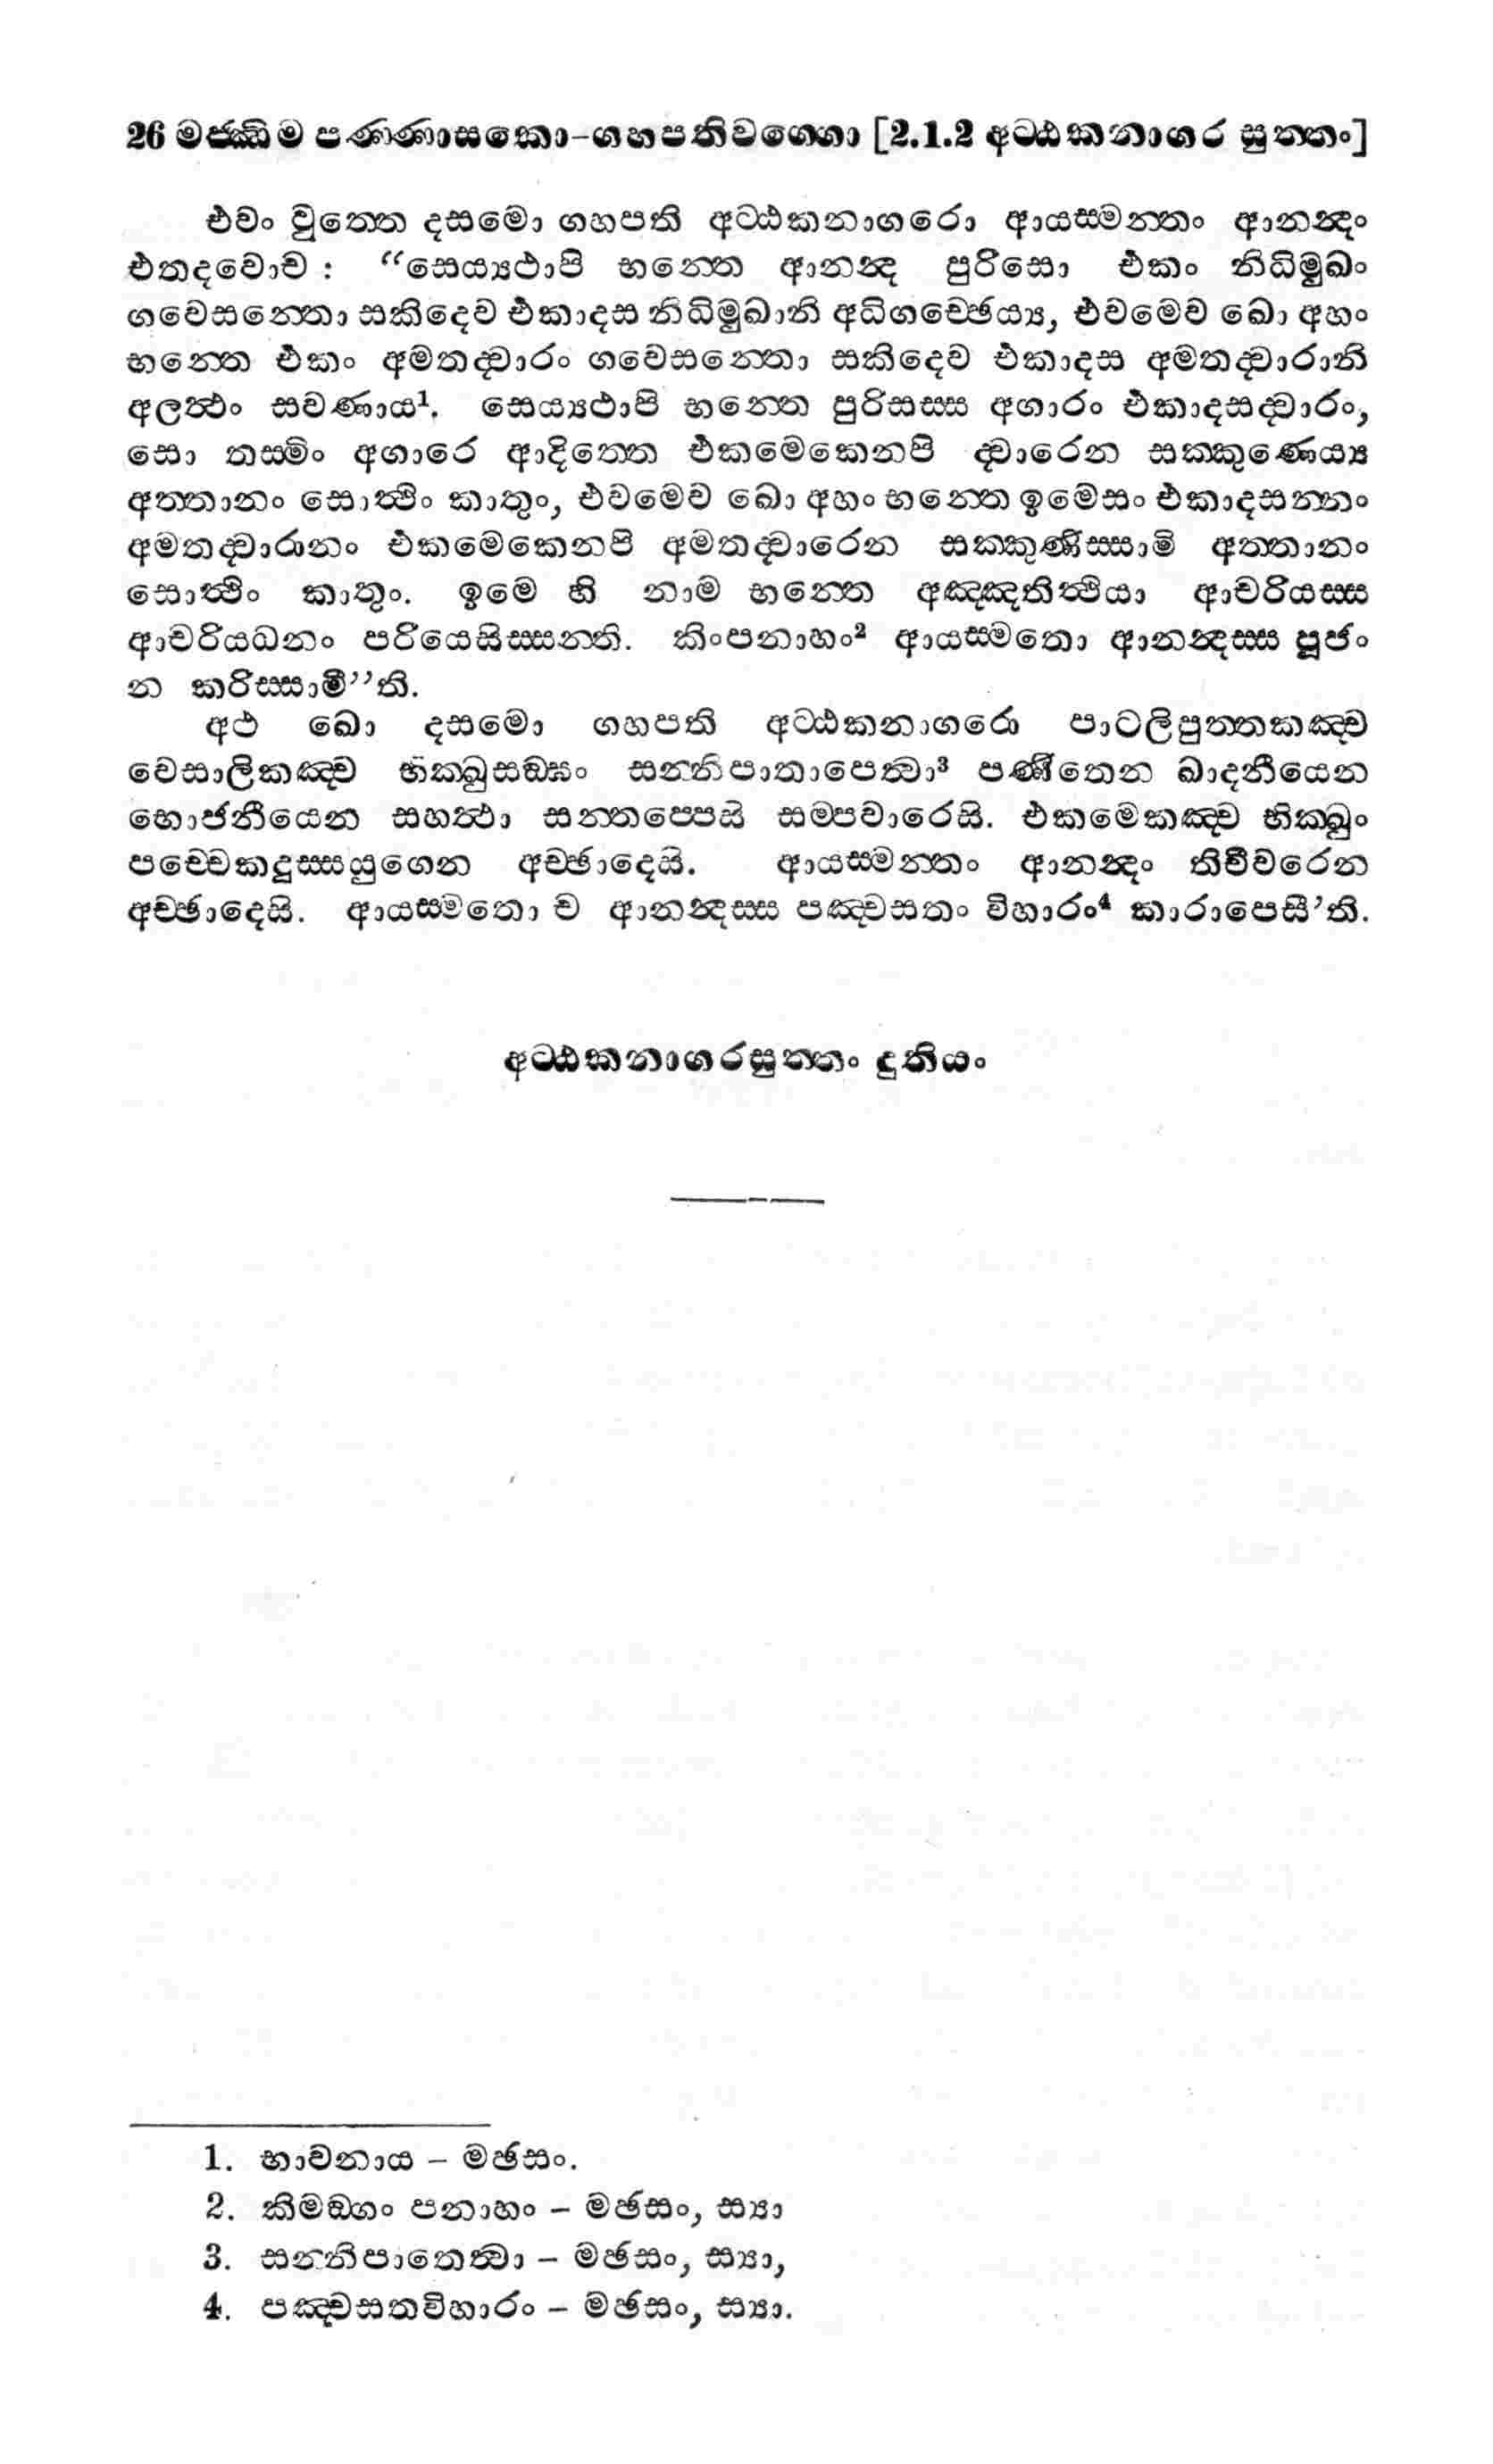 26 මජ්ඣිම පණ්ණාසකො-ගහපතිවග්ගො [2.1.2 අට්ඨකනාගර සුත්තං]
එවං වුත්තෙ දසමො ගහපති අට්ඨකනාගරො ආයස්මන්තං ආනන්දං
එතදවොච : “සෙය්‍යථාපි භන්තෙ ආනන්ද පුරිසො එකං නිධිමුඛං
ගවෙසන්තො සකිදෙව එකාදස නිධිමුඛානි අධිගච්ඡෙය්‍ය, එවමෙව ඛො අහං
භන්තෙ එකං අමතද්වාරං ගවෙසන්තො සකිදෙව එකාදස අමතද්වාරානි
අලත්ථං සවණාය¹. සෙය්‍යථාපි භන්තෙ පුරිසස්ස අගාරං එකාදසද්වාරං,
සො තස්මිං අගාරෙ ආදිත්තෙ එකමෙකෙනපි ද්වාරෙන සක්කුණෙය්‍ය
අත්තානං සොත්ථිං කාතුං, එවමෙව ඛො අහං භන්තෙ ඉමෙසං එකාදසන්නං
අමතද්වාරානං එකමෙකෙනපි අමතද්වාරෙන සක්කුණිස්සාමි අත්තානං
සොත්ථිං කාතුං. ඉමෙ හි නාම භන්තෙ අඤ්ඤතිත්ථියා ආචරියස්ස
ආචරියධනං පරියෙසිස්සන්ති. කිංපනාහං² ආයස්මතො ආනන්දස්ස පූජං
න කරිස්සාමී”ති.
අථ ඛො දසමො ගහපති අට්ඨකනාගරො පාටලිපුත්තකඤ්ච
වෙසාලිකඤ්ච භික්ඛුසඞ්ඝං සන්නිපාතාපෙත්වා³ පණීතෙන ඛාදනීයෙන
භොජනීයෙන සහත්ථා සන්තප්පෙසි සම්පවාරෙසි. එකමෙකඤ්ච භික්ඛුං
පච්චෙකදුස්සයුගෙන අච්ඡාදෙසි. ආයස්මන්තං ආනන්දං තිචීවරෙන
අච්ඡාදෙසි. ආයස්මතො ච ආනන්දස්ස පඤ්චසතං විහාරං⁴ කාරාපෙසී’ති.
අට්ඨකනාගරසුත්තං දුතියං
1. භාවනාය – මඡසං.
2. කිමඞ්ගං පනාහං – මඡසං, ස්‍යා
3. සන්නිපාතෙත්වා – මඡසං, ස්‍යා,
4. පඤ්චසතවිහාරං – මඡසං, ස්‍යා.